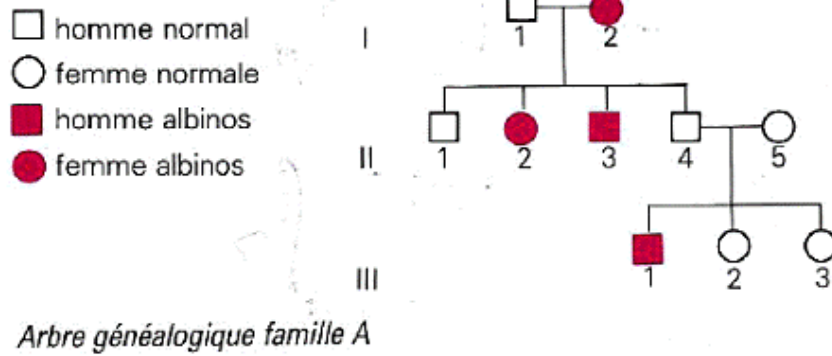 homme normal
femme normale
homme albinos
femme albinos
I
1 2
II
1 2 3 4 5
III
1 2 3
Arbre généalogique famille A